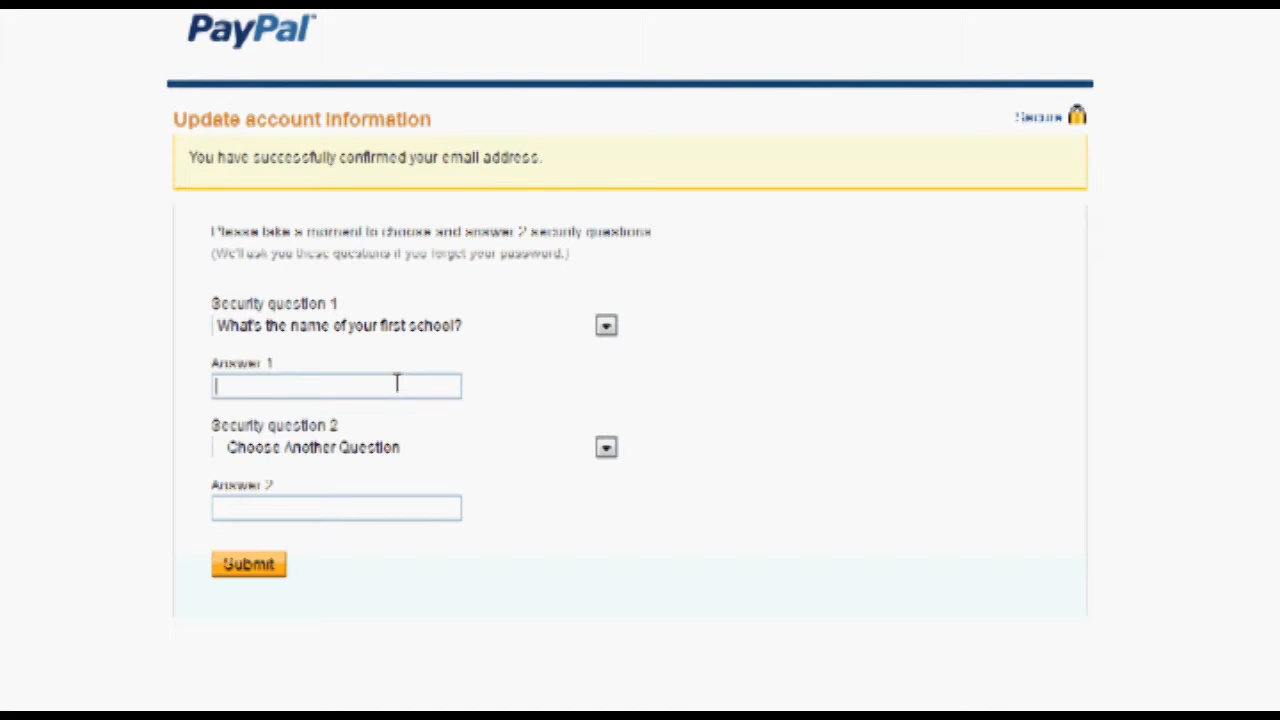 PayPal
Update account information
Secure
You have successfully confirmed your email address.
Please take a moment to choose and answer 2 security questions
(We'll ask you these questions if you forget your password.)
Security question 1
What's the name of your first school?
Answer 1
Security question 2
Choose Another Question
Answer 2
Submit